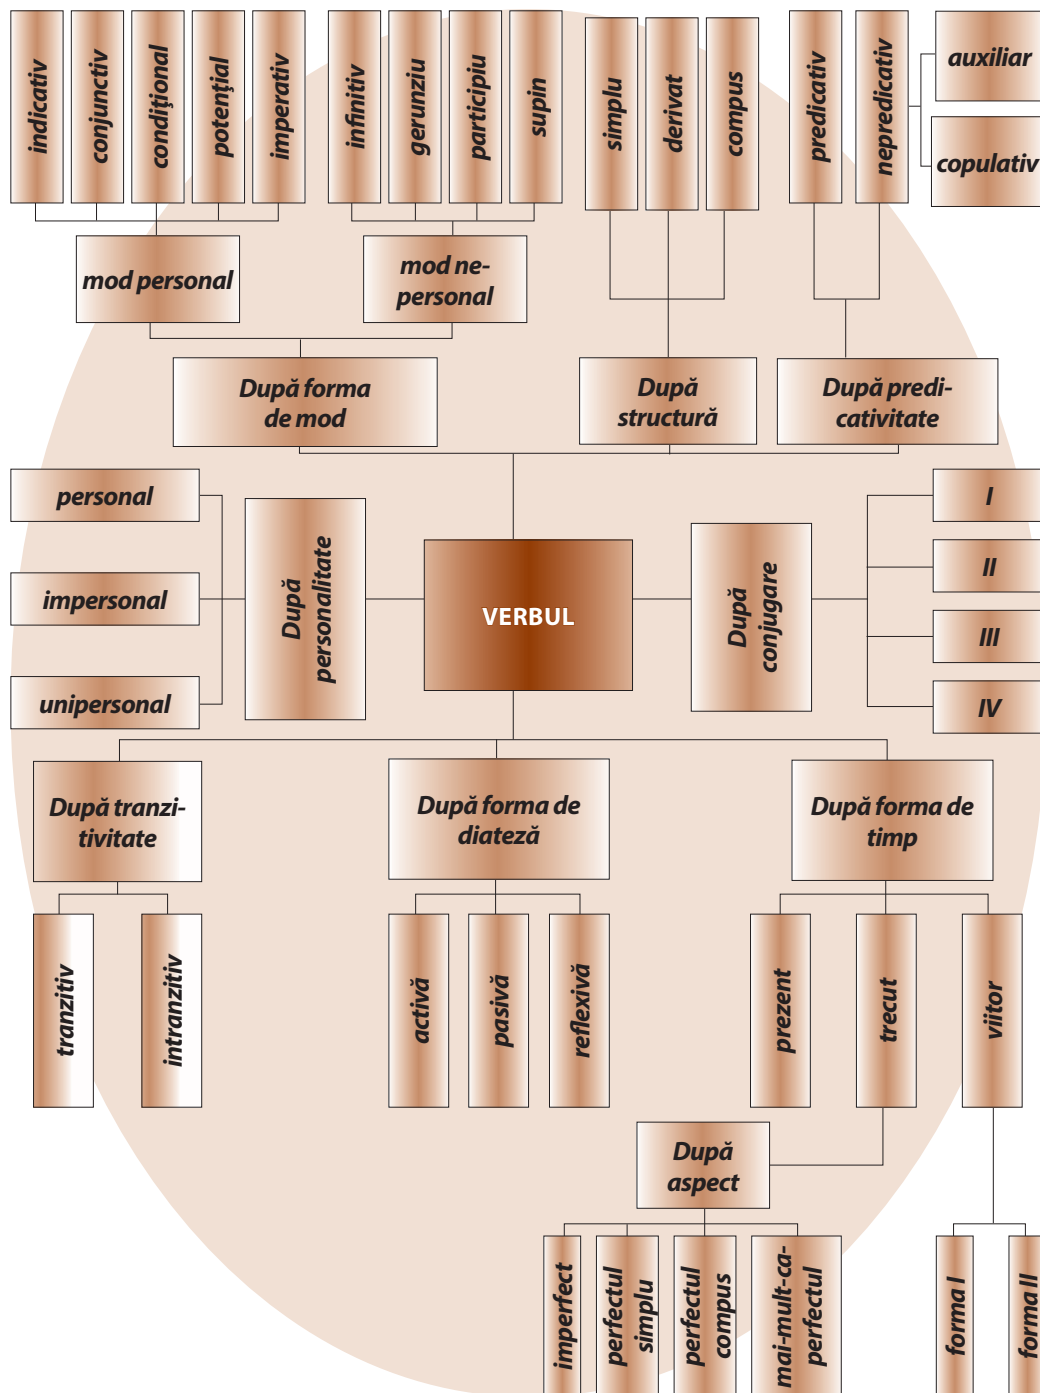 indicativ
conjunctiv
condiţional
potenţial
imperativ
infinitiv
gerunziu
participiu
supin
simplu
derivat
compus
predicativ
nepredicativ
auxiliar
copulativ
mod personal
mod ne-
personal
După forma
de mod
După
structură
După predi-
cativitate
personal
impersonal
unipersonal
După
personalitate
VERBUL
După
conjugare
I
II
III
IV
După tranzi-
tivitate
După forma de
diateză
După forma de
timp
tranzitiv
intranzitiv
activă
pasivă
reflexivă
prezent
trecut
viitor
După
aspect
imperfect
perfectul
simplu
perfectul
compus
mai-mult-ca-
perfectul
forma I
forma II